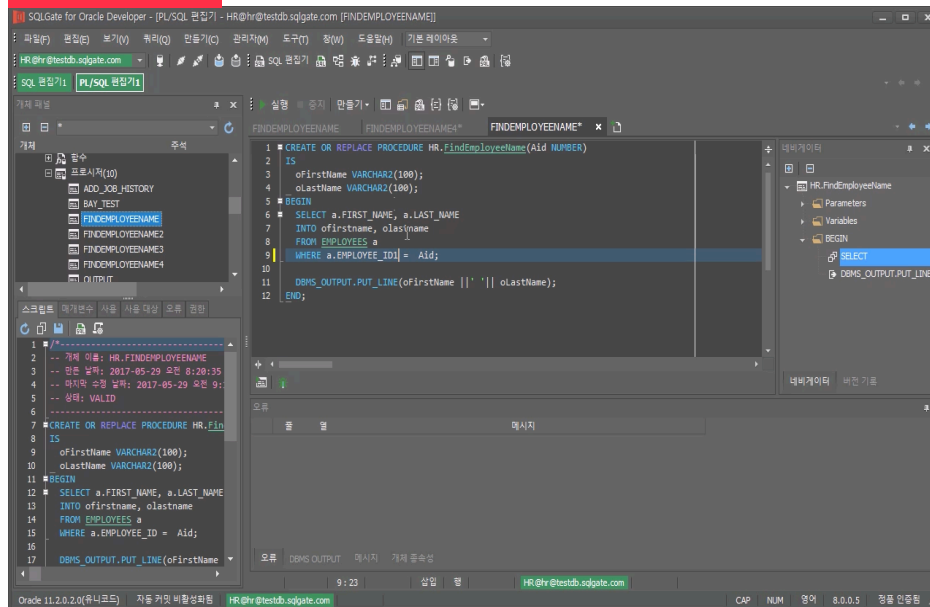 SQLGate for Oracle Developer - [PL/SQL 편집기 - HR@hr@testdb.sqlgate.com [FINDEMPLOYEENAME]]
파일(F) 편집(E) 보기(V) 쿼리(Q) 만들기(C) 관리자(M) 도구(T) 창(W) 도움말(H) 기본 레이아웃
HR@hr@testdb.sqlgate.com SQL 편집기
SQL 편집기1 PL/SQL 편집기1
개체 패널
실행 중지 만들기
*
FINDEMPLOYEENAME FINDEMPLOYEENAME4* FINDEMPLOYEENAME*
개체 주석
함수
프로시저(10)
ADD_JOB_HISTORY
BAY_TEST
FINDEMPLOYEENAME
FINDEMPLOYEENAME2
FINDEMPLOYEENAME3
FINDEMPLOYEENAME4
OUTPUT
1 CREATE OR REPLACE PROCEDURE HR.FindEmployeeName(Aid NUMBER)
2 IS
3 oFirstName VARCHAR2(100);
4 oLastName VARCHAR2(100);
5 BEGIN
6 SELECT a.FIRST_NAME, a.LAST_NAME
7 INTO ofirstname, olastname
8 FROM EMPLOYEES a
9 WHERE a.EMPLOYEE_ID1 = Aid;
10
11 DBMS_OUTPUT.PUT_LINE(oFirstName ||' '|| oLastName);
12 END;
네비게이터
HR.FindEmployeeName
Parameters
Variables
BEGIN
SELECT
DBMS_OUTPUT.PUT_LINE
네비게이터 버전 기록
스크립트 매개변수 사용 사용 대상 오류 권한
1 /*---------------------------------
2 -- 개체 이름: HR.FINDEMPLOYEENAME
3 -- 만든 날짜: 2017-05-29 오전 8:20:35
4 -- 마지막 수정 날짜: 2017-05-29 오전 9:
5 -- 상태: VALID
6 ---------------------------------
7 CREATE OR REPLACE PROCEDURE HR.Fin
8 IS
9 oFirstName VARCHAR2(100);
10 oLastName VARCHAR2(100);
11 BEGIN
12 SELECT a.FIRST_NAME, a.LAST_NAME
13 INTO ofirstname, olastname
14 FROM EMPLOYEES a
15 WHERE a.EMPLOYEE_ID = Aid;
16
17 DBMS_OUTPUT.PUT_LINE(oFirstName
오류
줄 열 메시지
오류 DBMS OUTPUT 메시지 개체 종속성
9 : 23 삽입 행 HR@hr@testdb.sqlgate.com
Oracle 11.2.0.2.0(유니코드) 자동 커밋 비활성화됨 HR@hr@testdb.sqlgate.com CAP NUM 영어 8.0.0.5 정품 인증됨